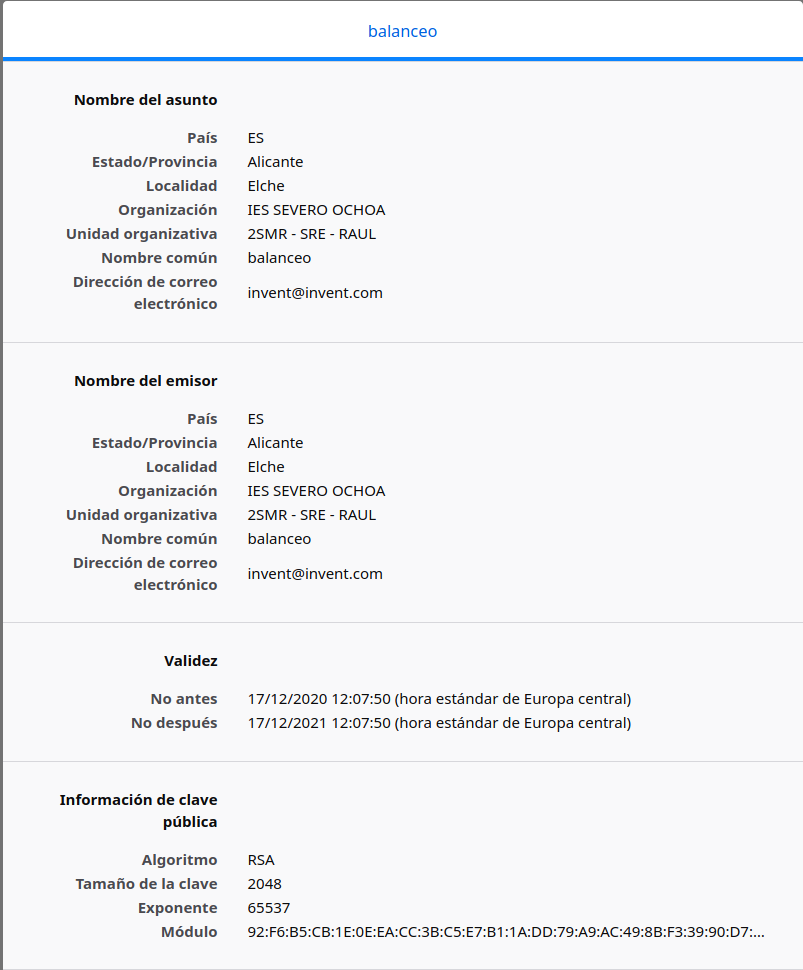 balanceo
Nombre del asunto
País ES
Estado/Provincia Alicante
Localidad Elche
Organización IES SEVERO OCHOA
Unidad organizativa 2SMR - SRE - RAUL
Nombre común balanceo
Dirección de correo
electrónico invent@invent.com
Nombre del emisor
País ES
Estado/Provincia Alicante
Localidad Elche
Organización IES SEVERO OCHOA
Unidad organizativa 2SMR - SRE - RAUL
Nombre común balanceo
Dirección de correo
electrónico invent@invent.com
Validez
No antes 17/12/2020 12:07:50 (hora estándar de Europa central)
No después 17/12/2021 12:07:50 (hora estándar de Europa central)
Información de clave
pública
Algoritmo RSA
Tamaño de la clave 2048
Exponente 65537
Módulo 92:F6:B5:CB:1E:0E:EA:CC:3B:C5:E7:B1:1A:DD:79:A9:AC:49:8B:F3:39:90:D7:...